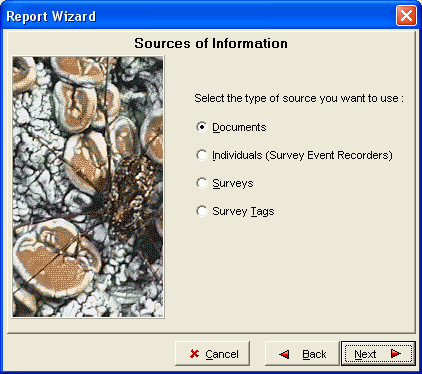 Report Wizard
Sources of Information
Select the type of source you want to use :
Documents
Individuals (Survey Event Recorders)
Surveys
Survey Tags
Cancel
Back
Next